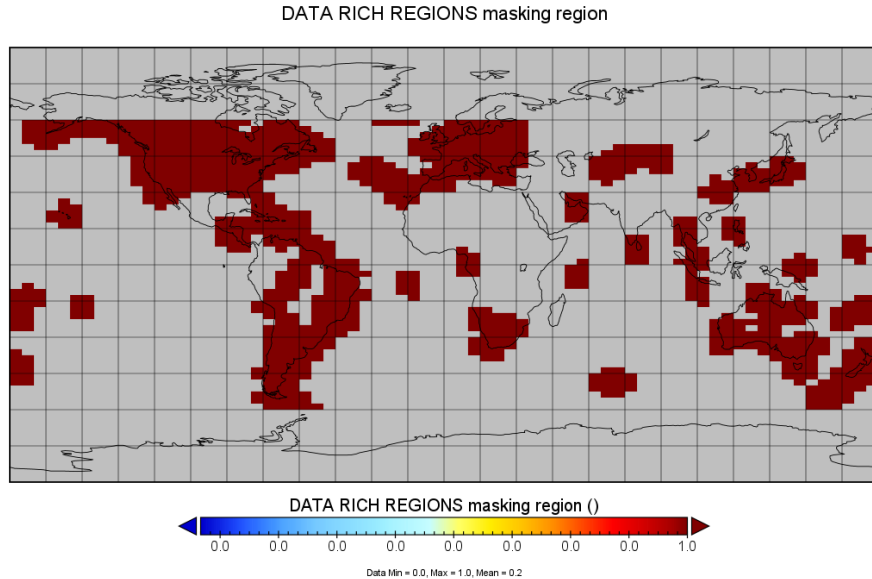 DATA RICH REGIONS masking region
DATA RICH REGIONS masking region ()
0.0 0.0 0.0 0.0 0.0 0.0 0.0 0.0 1.0
Data Min = 0.0, Max = 1.0, Mean = 0.2